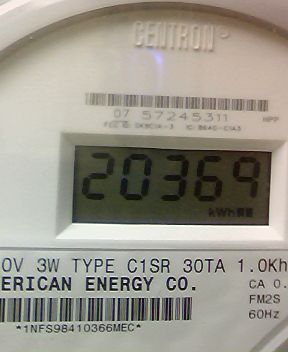 CENTRON®
07 57245311 HPP
20369
kWh
0V 3W TYPE C1SR 30TA 1.0Kh
ERICAN ENERGY CO. CA 0.
FM2S
60Hz
*1NFS98410366MEC*